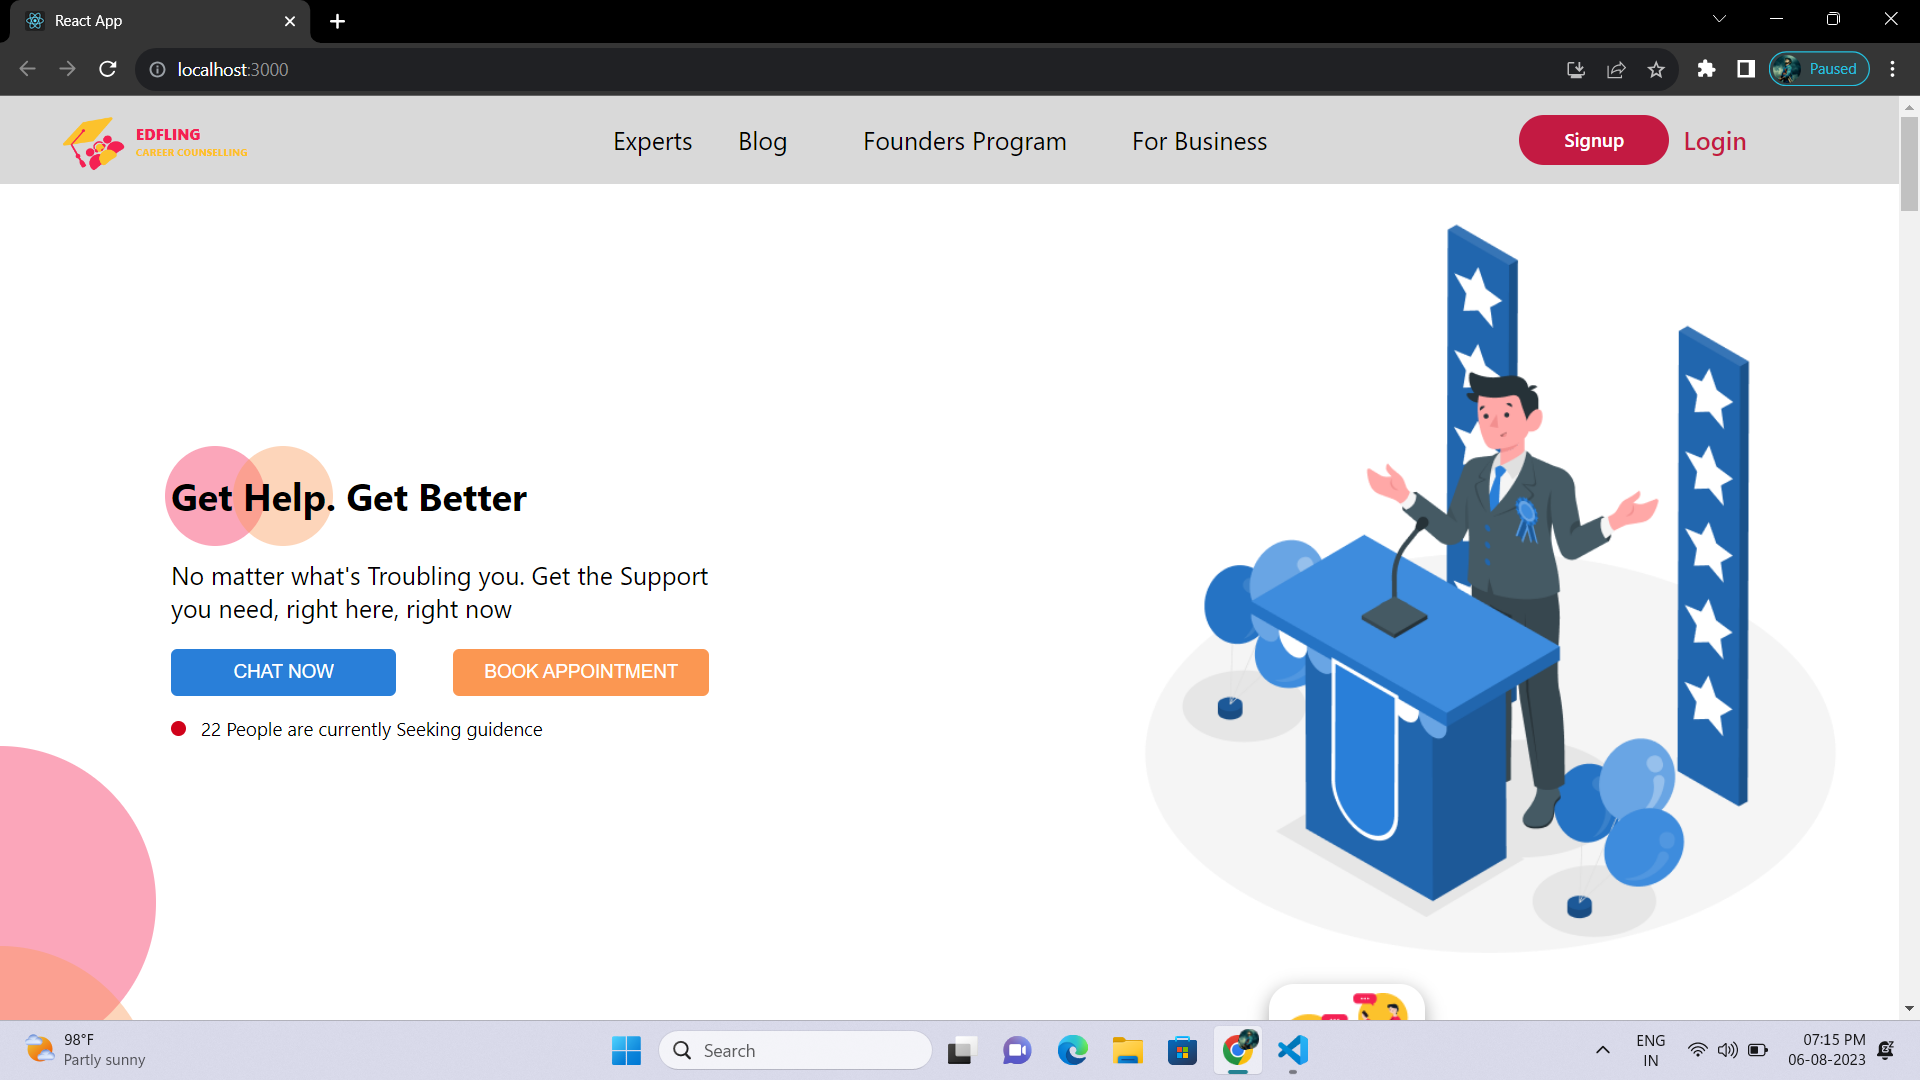 React App
localhost:3000
Paused
EDFLING
CAREER COUNSELLING
Experts
Blog
Founders Program
For Business
Signup
Login
Get Help. Get Better
No matter what's Troubling you. Get the Support
you need, right here, right now
CHAT NOW
BOOK APPOINTMENT
22 People are currently Seeking guidence
98°F
Partly sunny
Search
ENG
IN
07:15 PM
06-08-2023